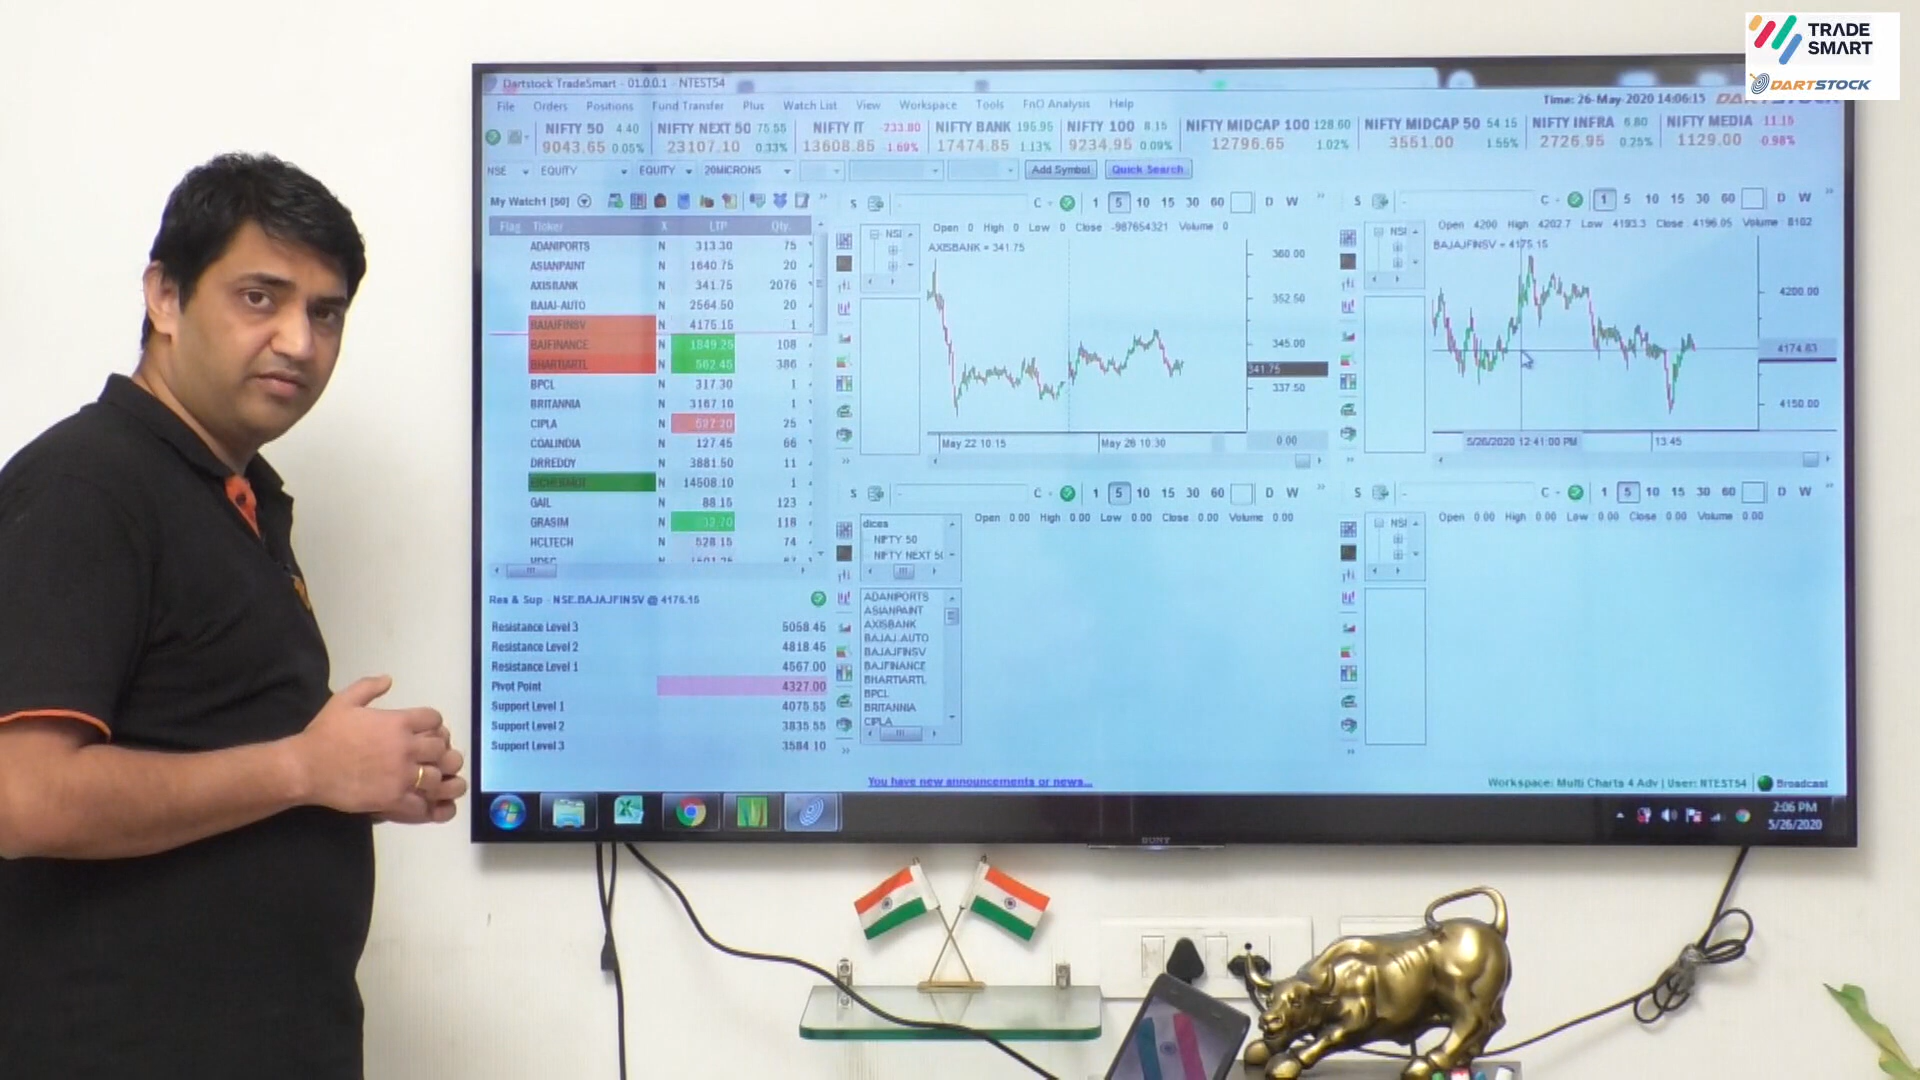 TRADE
SMART
DARTSTOCK
Dartstock TradeSmart - 01.0.0.1 - NTEST54
File Orders Positions Fund Transfer Plus Watch List View Workspace Tools FnO Analysis Help
Time: 26-May-2020 14:06:15
NIFTY 50 4.40 NIFTY NEXT 50 75.55 NIFTY IT -233.80 NIFTY BANK 195.95 NIFTY 100 8.15 NIFTY MIDCAP 100 128.60 NIFTY MIDCAP 50 54.15 NIFTY INFRA 6.80 NIFTY MEDIA -11.15
9043.65 0.05% 23107.10 0.33% 13608.85 -1.69% 17474.85 1.13% 9234.95 0.09% 12796.65 1.02% 3551.00 1.55% 2726.95 0.25% 1129.00 -0.98%
NSE EQUITY EQUITY 20MICRONS Add Symbol Quick Search
My Watch1 [50]
Flag Ticker X LTP Qty.
ADANIPORTS N 313.30 75
ASIANPAINT N 1640.75 20
AXISBANK N 341.75 2076
BAJAJ-AUTO N 2564.50 20
BAJAJFINSV N 4175.15 1
BAJFINANCE N 1849.25 108
BHARTIARTL N 562.45 386
BPCL N 317.30 1
BRITANNIA N 3167.10 1
CIPLA N 627.20 25
COALINDIA N 127.45 66
DRREDDY N 3881.50 11
EICHERMOT N 14508.10 1
GAIL N 88.15 123
GRASIM N 118
HCLTECH N 528.15 74
HDFC
S C 1 5 10 15 30 60 D W
Open 0 High 0 Low 0 Close -987654321 Volume 0
NSI
AXISBANK = 341.75
360.00
352.50
345.00
341.75
337.50
May 22 10 15 May 26 10.30 0.00
S C 1 5 10 15 30 60 D W
Open 4200 High 4202.7 Low 4193.3 Close 4196.05 Volume 8102
NSI
BAJAJFINSV = 4175.15
4200.00
4174.83
4150.00
5/26/2020 12:41:00 PM 13.45
S C 1 5 10 15 30 60 D W
Open 0.00 High 0.00 Low 0.00 Close 0.00 Volume 0.00
dices
NIFTY 50
NIFTY NEXT 50
ADANIPORTS
ASIANPAINT
AXISBANK
BAJAJ-AUTO
BAJAJFINSV
BAJFINANCE
BHARTIARTL
BPCL
BRITANNIA
CIPLA
S C 1 5 10 15 30 60 D W
Open 0.00 High 0.00 Low 0.00 Close 0.00 Volume 0.00
NSI
Res & Sup - NSE.BAJAJFINSV @ 4175.15
Resistance Level 3 5058.45
Resistance Level 2 4818.45
Resistance Level 1 4567.00
Pivot Point 4327.00
Support Level 1 4075.55
Support Level 2 3835.55
Support Level 3 3584.10
You have new announcements or news...
Workspace: Multi Charts 4 Adv | User: NTEST54 Broadcast
2:06 PM
5/26/2020
SONY